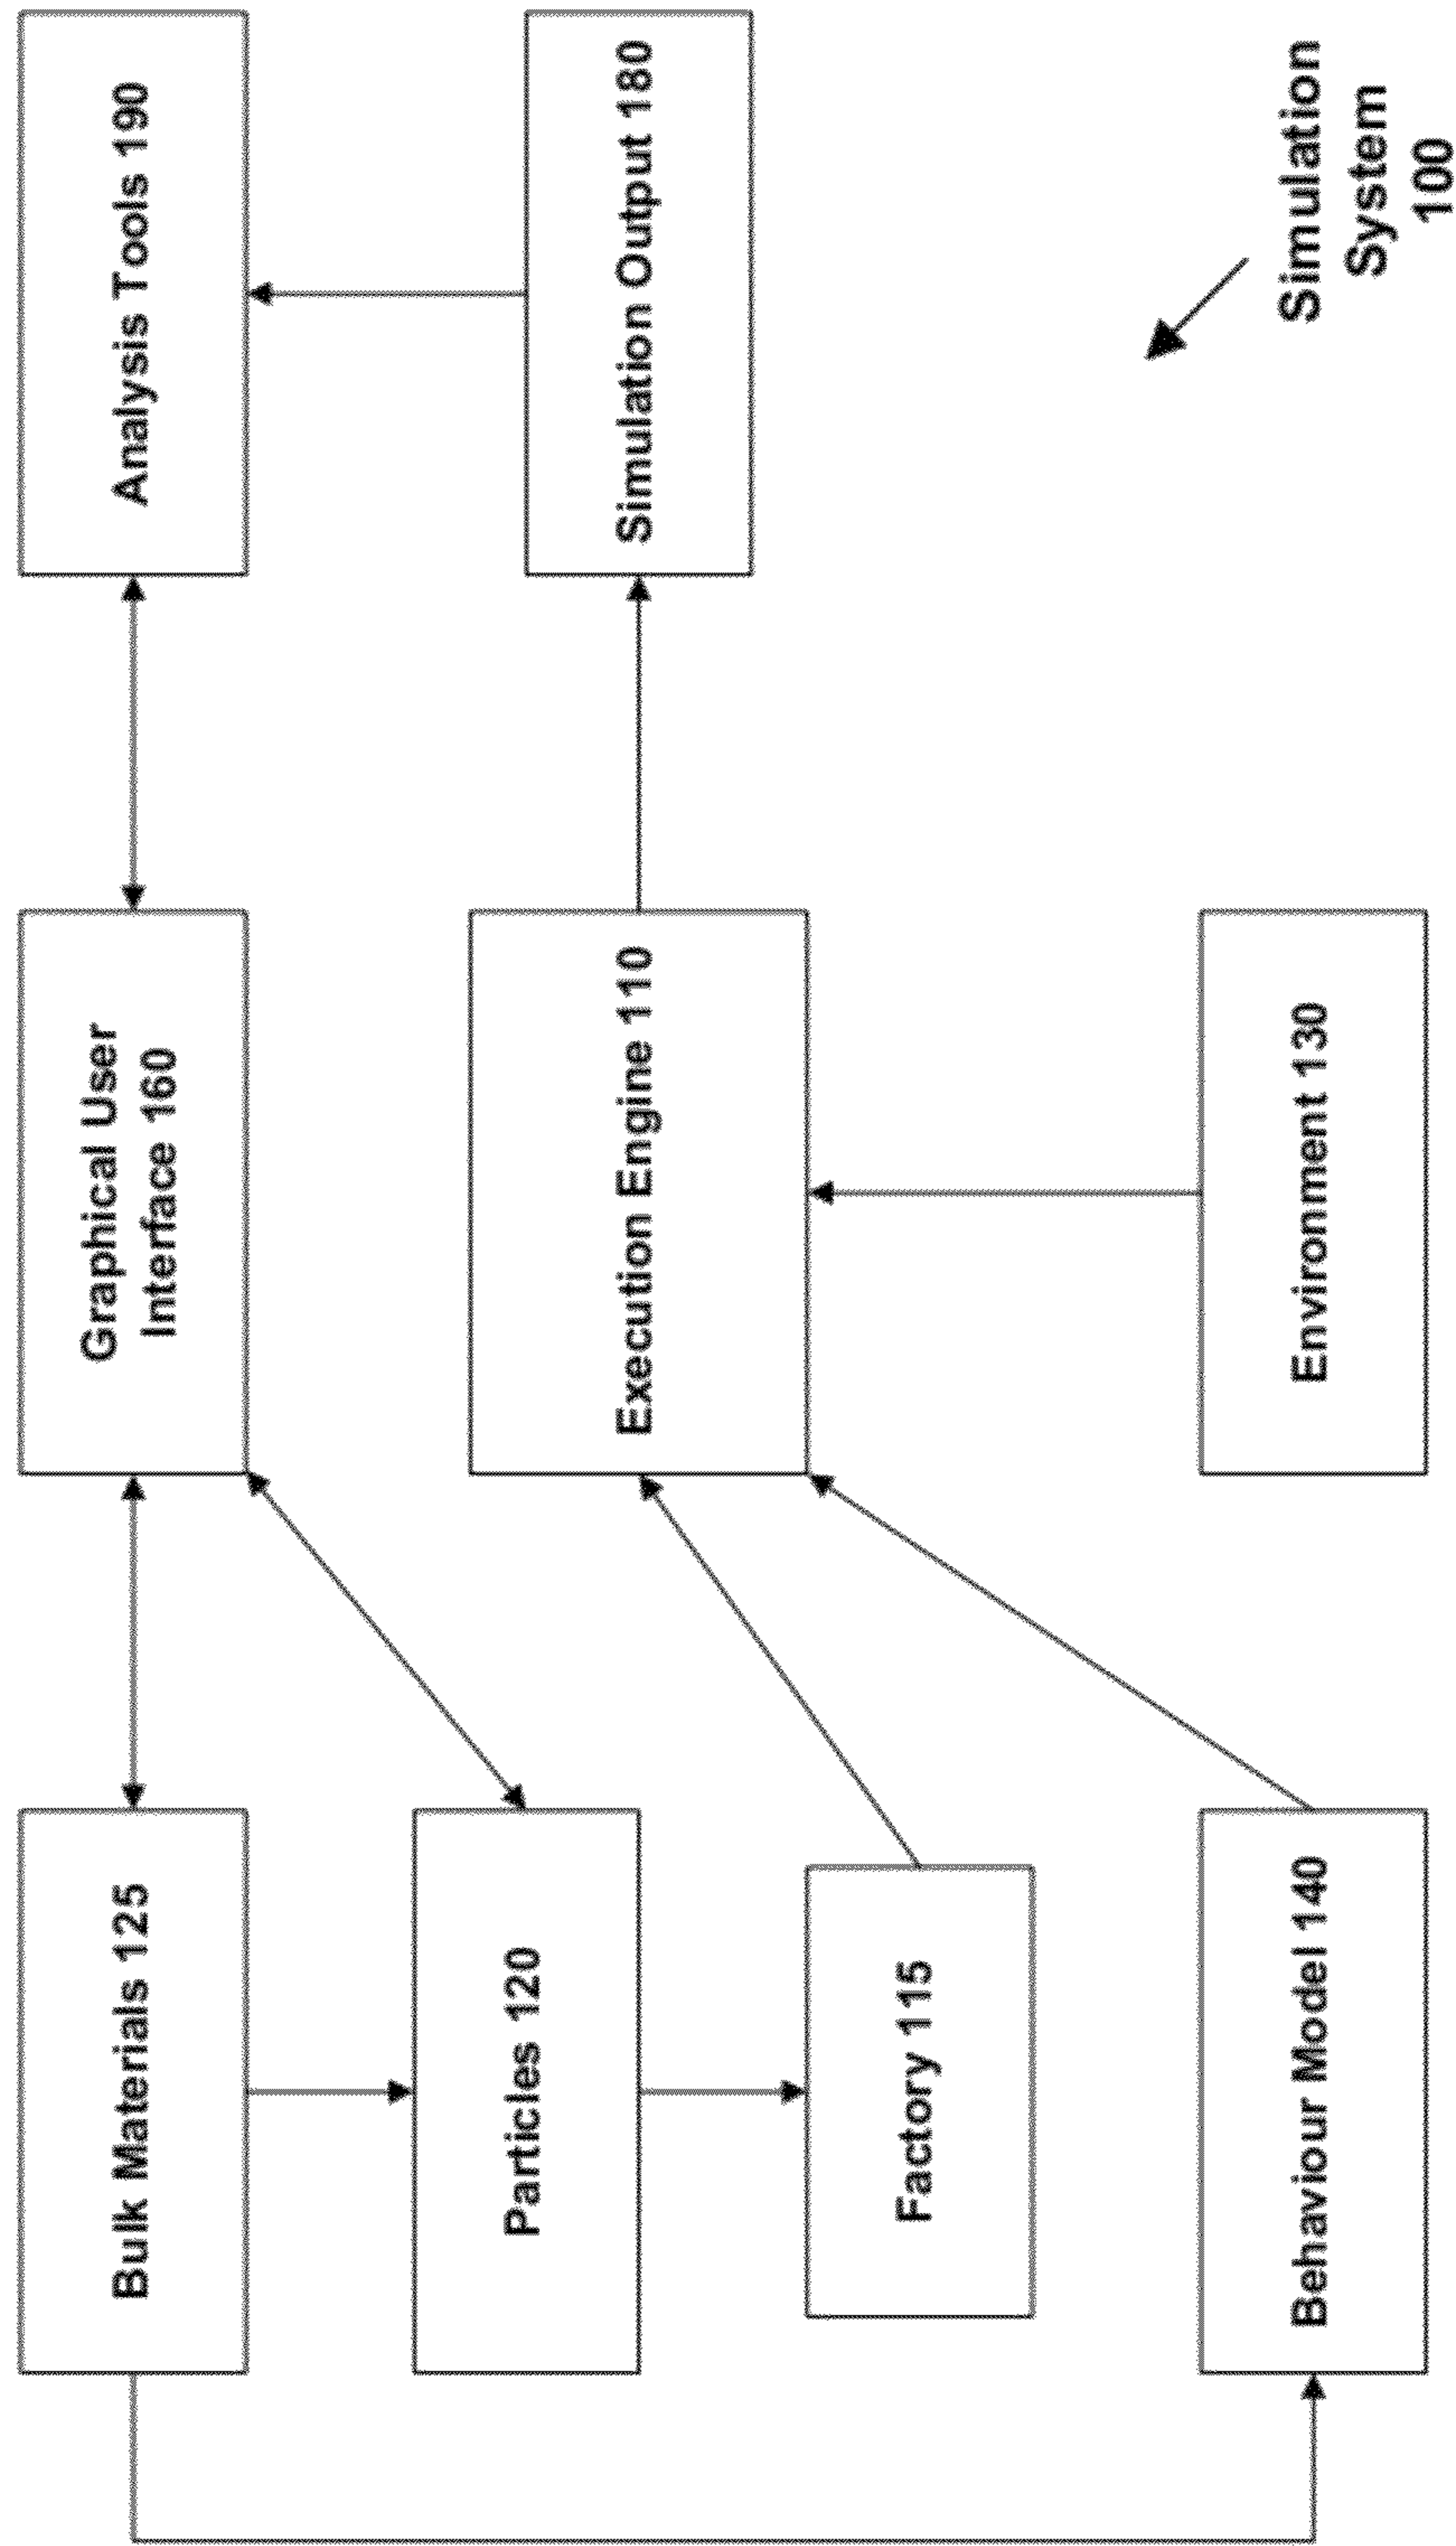 Bulk Materials 125
Graphical User
Interface 160
Analysis Tools 190
Particles 120
Execution Engine 110
Simulation Output 180
Factory 115
Behaviour Model 140
Environment 130
Simulation
System
100